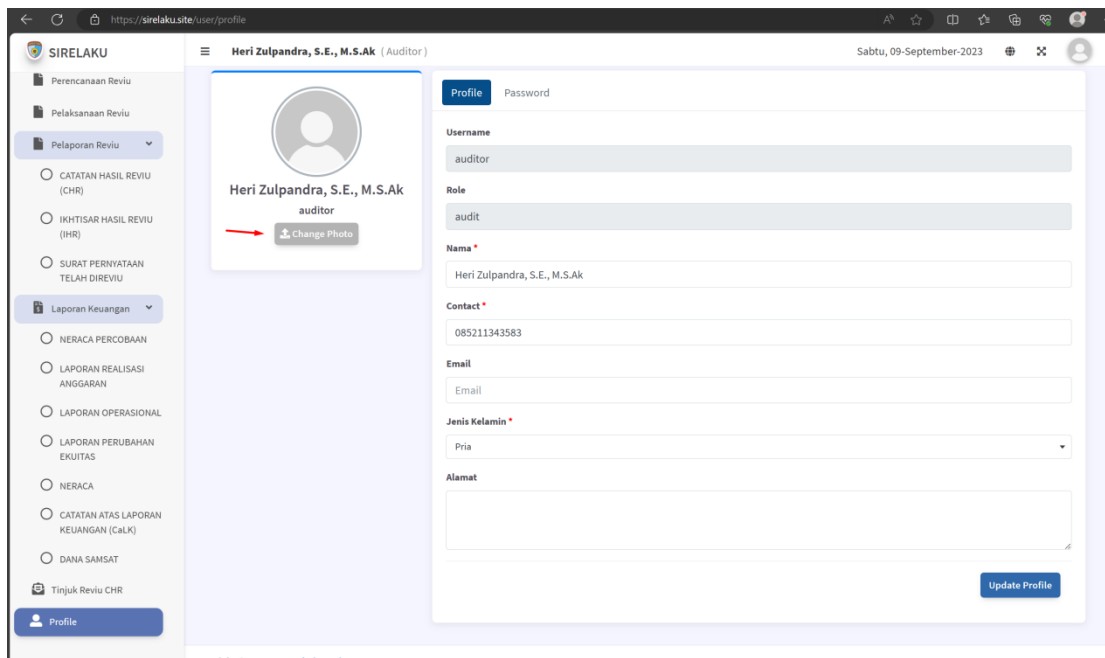 https://sirelaku.site/user/profile
SIRELAKU
Heri Zulpandra, S.E., M.S.Ak (Auditor)
Sabtu, 09-September-2023
Perencanaan Reviu
Pelaksanaan Reviu
Pelaporan Reviu
CATATAN HASIL REVIU
(CHR)
IKHTISAR HASIL REVIU
(IHR)
SURAT PERNYATAAN
TELAH DIREVIU
Laporan Keuangan
NERACA PERCOBAAN
LAPORAN REALISASI
ANGGARAN
LAPORAN OPERASIONAL
LAPORAN PERUBAHAN
EKUITAS
NERACA
CATATAN ATAS LAPORAN
KEUANGAN (CaLK)
DANA SAMSAT
Tinjuk Reviu CHR
Profile
Heri Zulpandra, S.E., M.S.Ak
auditor
Change Photo
Profile Password
Username
auditor
Role
audit
Nama *
Heri Zulpandra, S.E., M.S.Ak
Contact *
085211343583
Email
Email
Jenis Kelamin *
Pria
Alamat
Update Profile